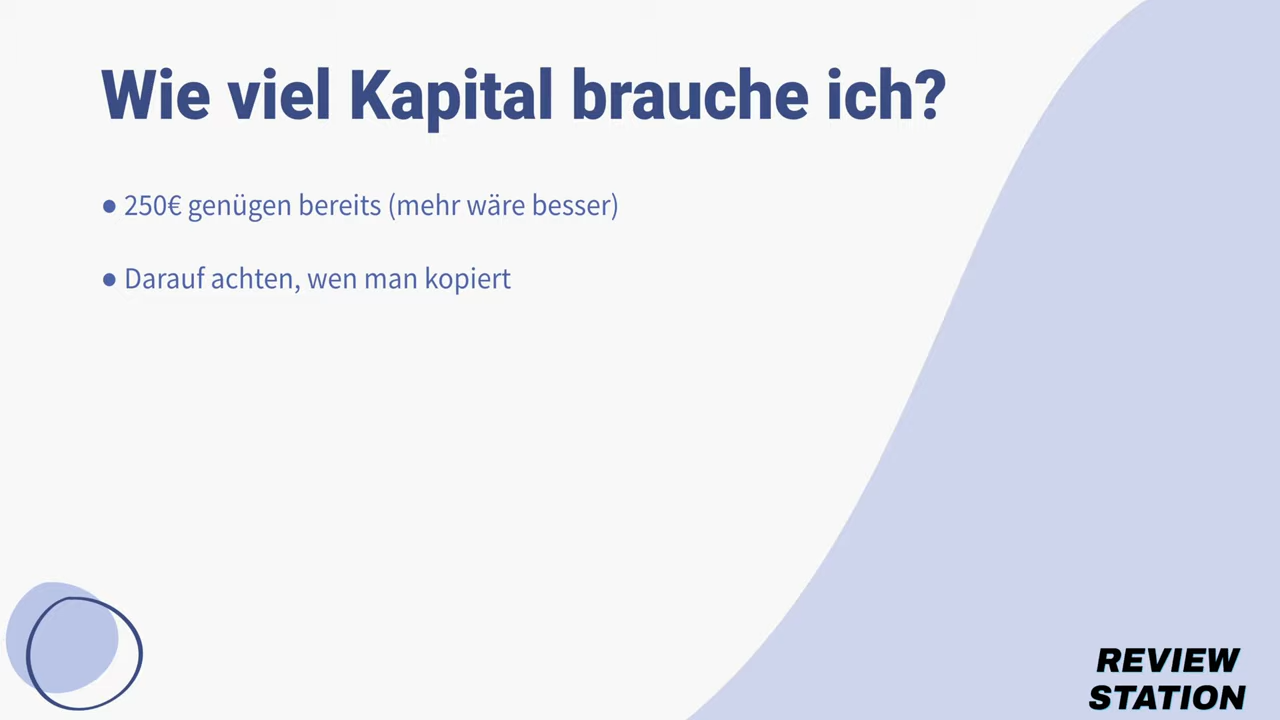 Wie viel Kapital brauche ich?
● 250€ genügen bereits (mehr wäre besser)
● Darauf achten, wen man kopiert
REVIEW
STATION